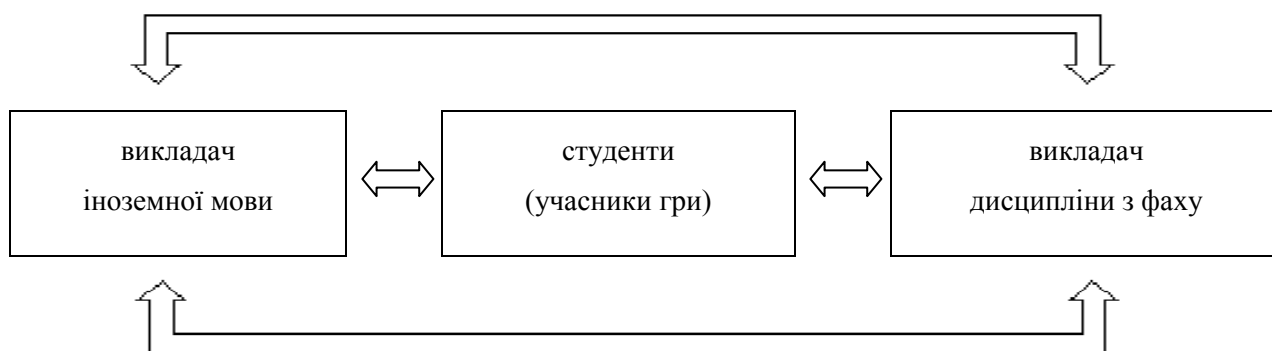 викладач
іноземної мови
студенти
(учасники гри)
викладач
дисципліни з фаху